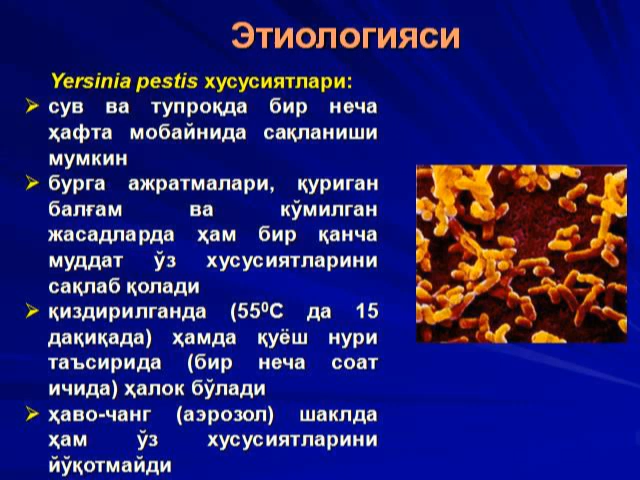 Этиологияси
Yersinia pestis хусусиятлари:
➢ сув ва тупроқда бир неча
ҳафта мобайнида сақланиши
мумкин
➢ бурга ажратмалари, қуриган
балғам ва кўмилган
жасадларда ҳам бир қанча
муддат ўз хусусиятларини
сақлаб қолади
➢ қиздирилганда (55⁰С да 15
дақиқада) ҳамда қуёш нури
таъсирида (бир неча соат
ичида) ҳалок бўлади
➢ ҳаво-чанг (аэрозол) шаклда
ҳам ўз хусусиятларини
йўқотмайди